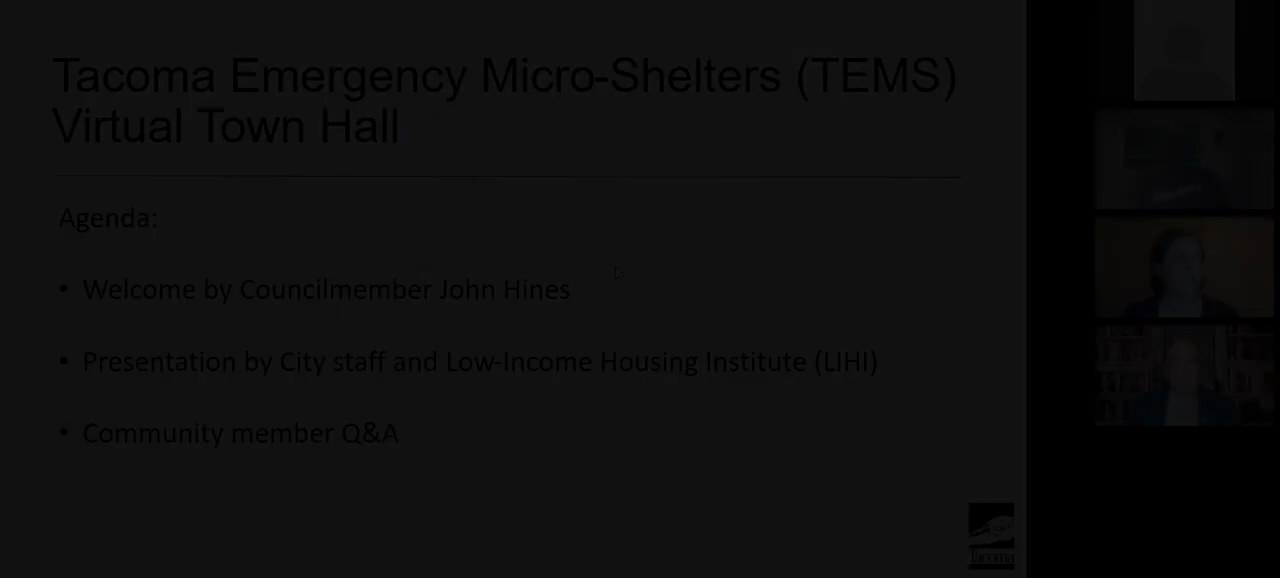 Tacoma Emergency Micro-Shelters (TEMS)
Virtual Town Hall
Agenda:
• Welcome by Councilmember John Hines
• Presentation by City staff and Low-Income Housing Institute (LIHI)
• Community member Q&A
Tacoma